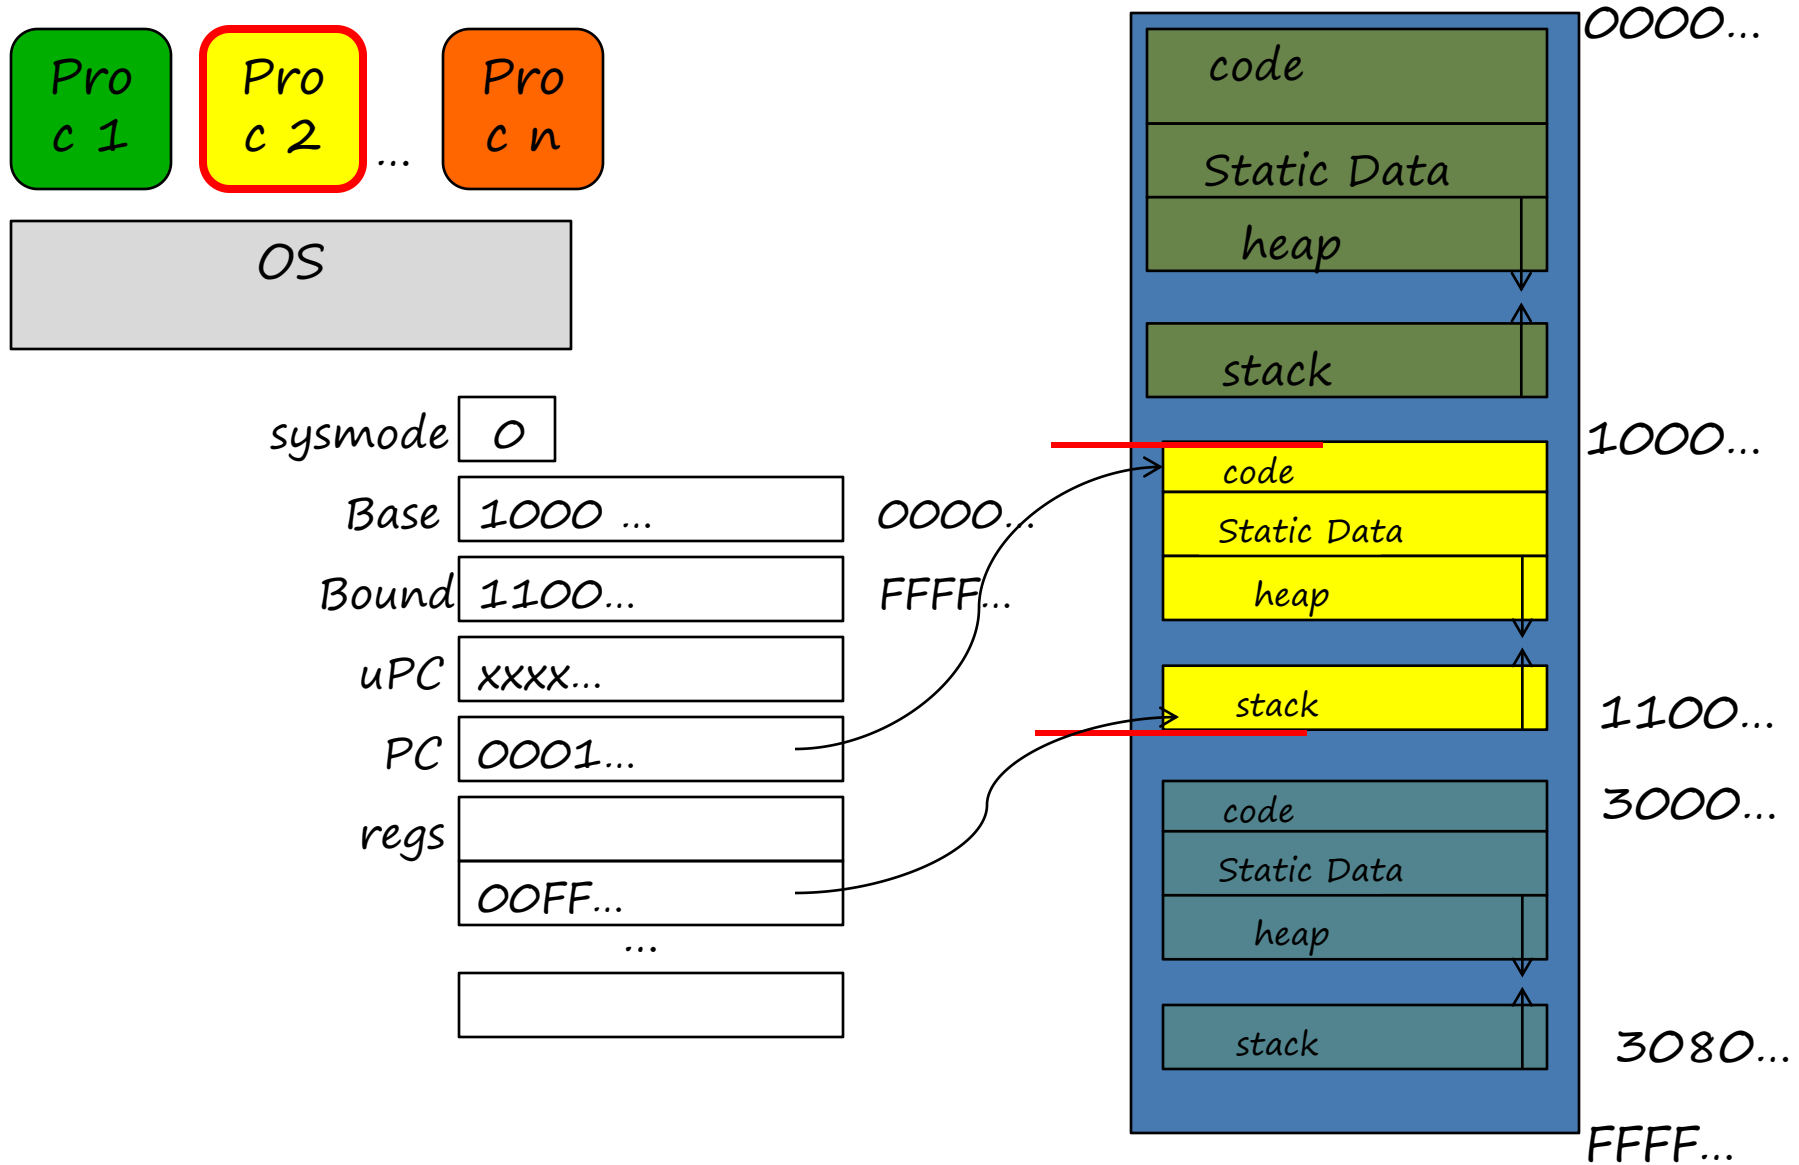 Pro
c 1
Pro
c 2
...
Pro
c n
OS
sysmode
0
Base
1000 ...
0000...
Bound
1100...
FFFF...
uPC
xxxx...
PC
0001...
regs
00FF...
...
0000...
code
Static Data
heap
stack
1000...
code
Static Data
heap
stack
1100...
3000...
code
Static Data
heap
stack
3080...
FFFF...